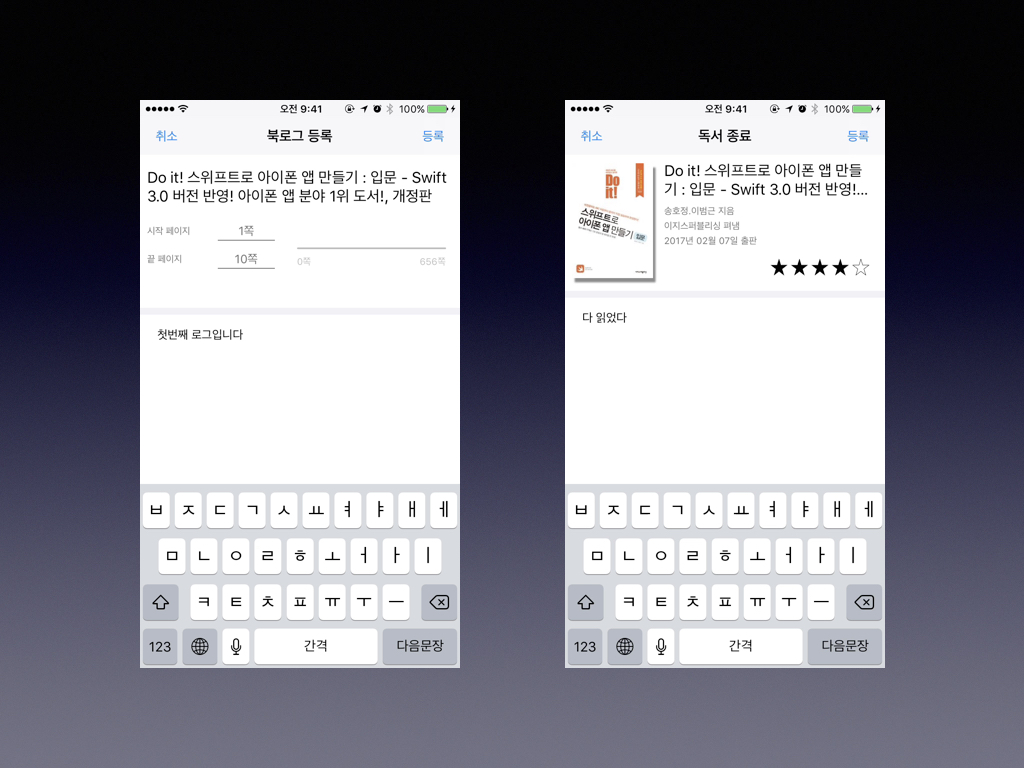 오전 9:41
100%
취소
북로그 등록
등록
Do it! 스위프트로 아이폰 앱 만들기 : 입문 - Swift
3.0 버전 반영! 아이폰 앱 분야 1위 도서!, 개정판
시작 페이지
1쪽
끝 페이지
10쪽
0쪽
656쪽
첫번째 로그입니다
ㅂ ㅈ ㄷ ㄱ ㅅ ㅛ ㅕ ㅑ ㅐ ㅔ
ㅁ ㄴ ㅇ ㄹ ㅎ ㅗ ㅓ ㅏ ㅣ
ㅋ ㅌ ㅊ ㅍ ㅠ ㅜ ㅡ
123
간격
다음문장
오전 9:41
100%
취소
독서 종료
등록
Do it!
스위프트로
아이폰 앱 만들기
입문
Do it! 스위프트로 아이폰 앱 만들
기 : 입문 - Swift 3.0 버전 반영!...
송호정.이범근 지음
이지스퍼블리싱 펴냄
2017년 02월 07일 출판
다 읽었다
ㅂ ㅈ ㄷ ㄱ ㅅ ㅛ ㅕ ㅑ ㅐ ㅔ
ㅁ ㄴ ㅇ ㄹ ㅎ ㅗ ㅓ ㅏ ㅣ
ㅋ ㅌ ㅊ ㅍ ㅠ ㅜ ㅡ
123
간격
다음문장